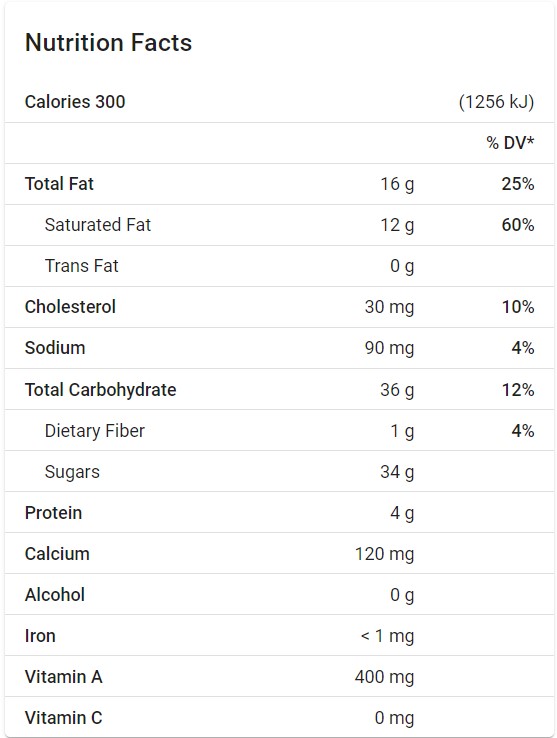 Nutrition Facts
Calories 300 (1256 kJ)
% DV*
Total Fat 16 g 25%
Saturated Fat 12 g 60%
Trans Fat 0 g
Cholesterol 30 mg 10%
Sodium 90 mg 4%
Total Carbohydrate 36 g 12%
Dietary Fiber 1 g 4%
Sugars 34 g
Protein 4 g
Calcium 120 mg
Alcohol 0 g
Iron < 1 mg
Vitamin A 400 mg
Vitamin C 0 mg